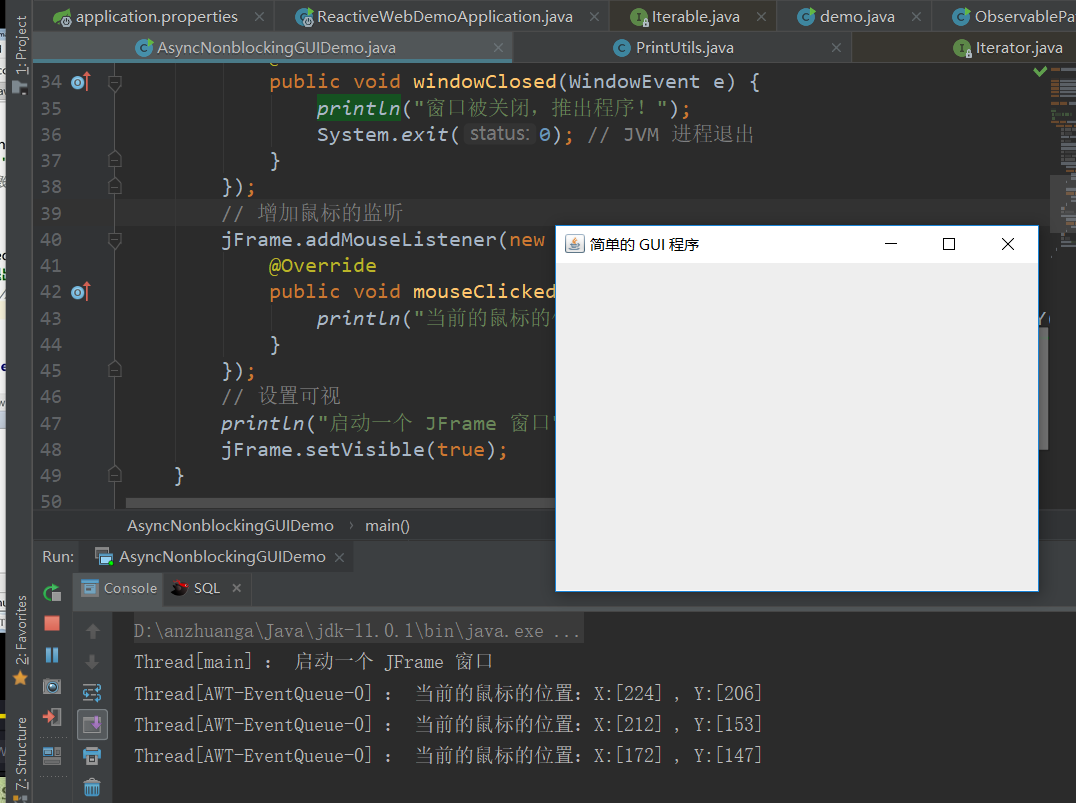 application.properties ReactiveWebDemoApplication.java Iterable.java demo.java ObservablePa
AsyncNonblockingGUIDemo.java PrintUtils.java Iterator.java
1: Project
34 public void windowClosed(WindowEvent e) {
35 println("窗口被关闭，推出程序！");
36 System.exit( status: 0); // JVM 进程退出
37 }
38 });
39 // 增加鼠标的监听
40 jFrame.addMouseListener(new
41 @Override
42 public void mouseClicked
43 println("当前的鼠标的
44 }
45 });
46 // 设置可视
47 println("启动一个 JFrame 窗口"
48 jFrame.setVisible(true);
49 }
50
简单的 GUI 程序
AsyncNonblockingGUIDemo › main()
Run: AsyncNonblockingGUIDemo
Console SQL
2: Favorites
7: Structure
D:\anzhuanga\Java\jdk-11.0.1\bin\java.exe ...
Thread[main] : 启动一个 JFrame 窗口
Thread[AWT-EventQueue-0] : 当前的鼠标的位置：X:[224] , Y:[206]
Thread[AWT-EventQueue-0] : 当前的鼠标的位置：X:[212] , Y:[153]
Thread[AWT-EventQueue-0] : 当前的鼠标的位置：X:[172] , Y:[147]